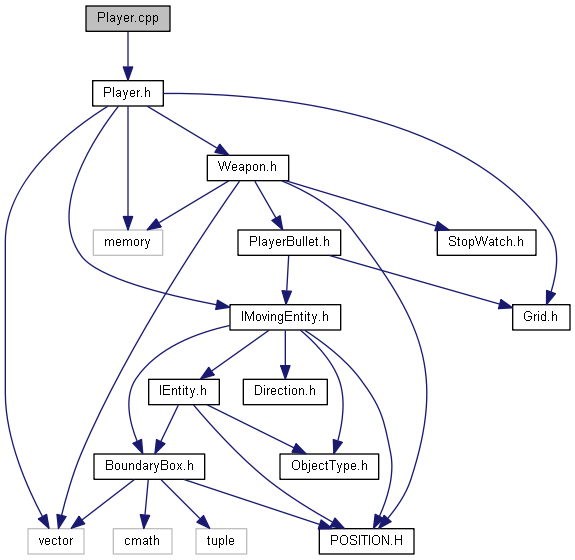 Player.cpp
Player.h
Weapon.h
memory
PlayerBullet.h
StopWatch.h
IMovingEntity.h
Grid.h
IEntity.h
Direction.h
BoundaryBox.h
ObjectType.h
vector
cmath
tuple
POSITION.H